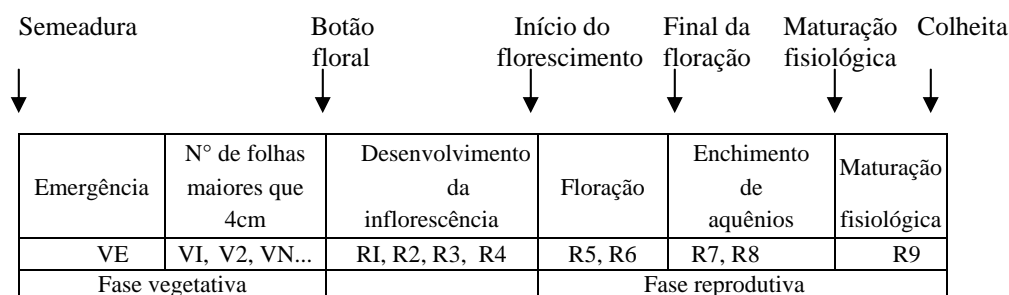 Semeadura Botão Início do Final da Maturação Colheita
floral florescimento floração fisiológica
N° de folhas Desenvolvimento Enchimento
Emergência maiores que da Floração de Maturação
4cm inflorescência aquênios fisiológica
VE VI, V2, VN... RI, R2, R3, R4 R5, R6 R7, R8 R9
Fase vegetativa Fase reprodutiva